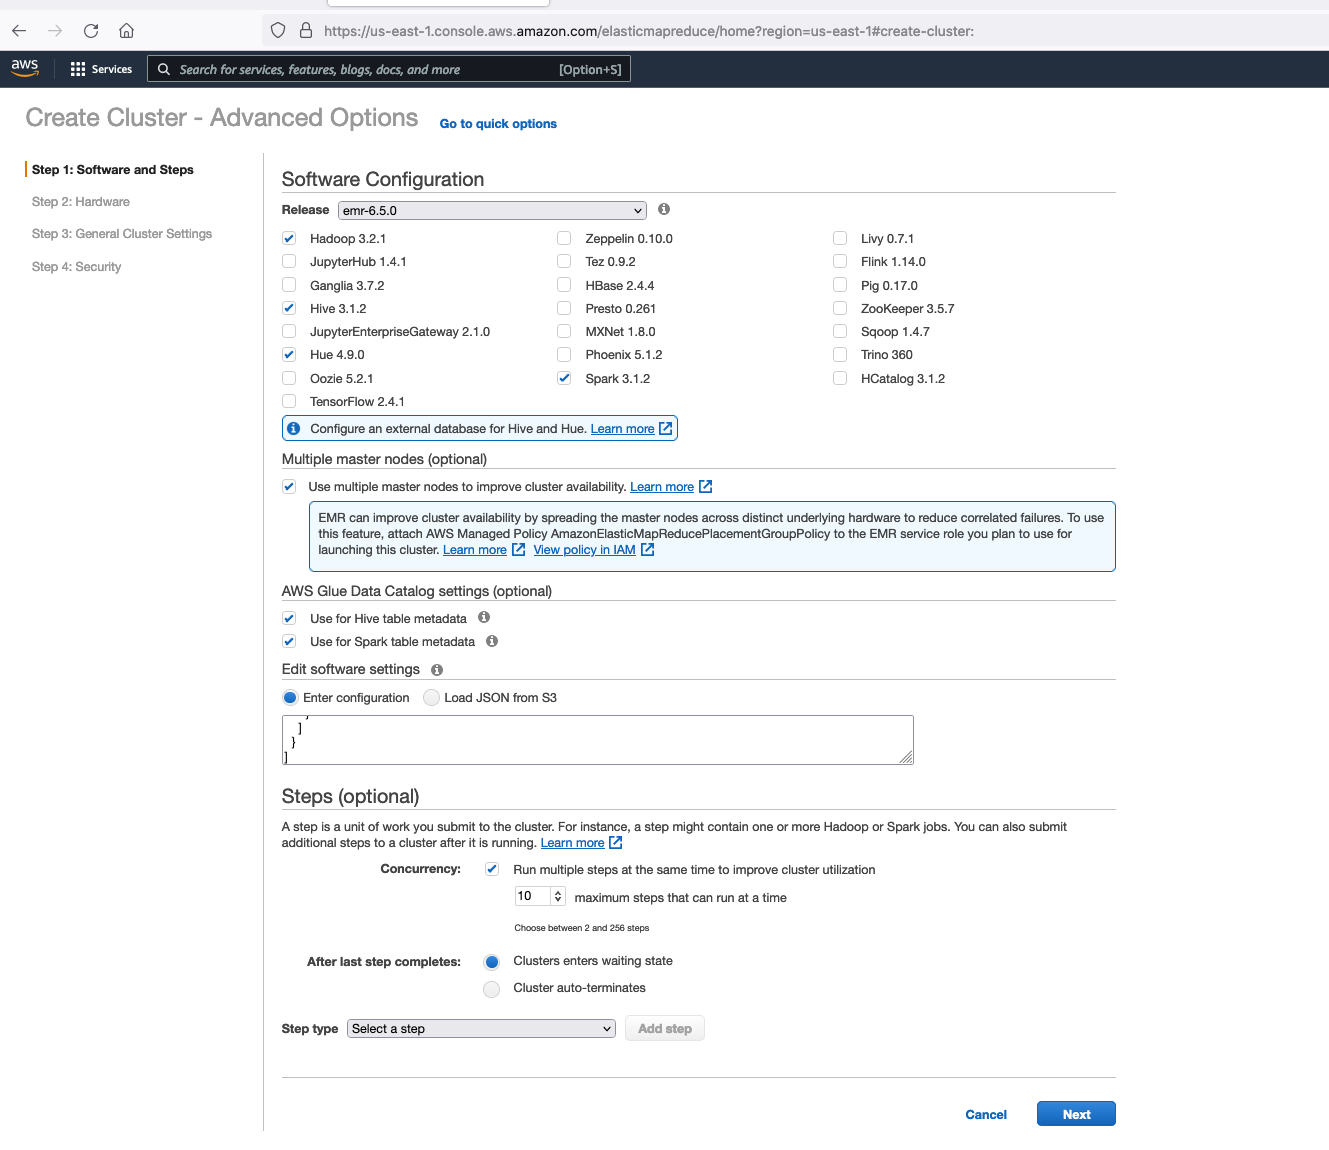 https://us-east-1.console.aws.amazon.com/elasticmapreduce/home?region=us-east-1#create-cluster:
aws Services Search for services, features, blogs, docs, and more [Option+S]
Create Cluster - Advanced Options Go to quick options
Step 1: Software and Steps
Step 2: Hardware
Step 3: General Cluster Settings
Step 4: Security
Software Configuration
Release emr-6.5.0
Hadoop 3.2.1 Zeppelin 0.10.0 Livy 0.7.1
JupyterHub 1.4.1 Tez 0.9.2 Flink 1.14.0
Ganglia 3.7.2 HBase 2.4.4 Pig 0.17.0
Hive 3.1.2 Presto 0.261 ZooKeeper 3.5.7
JupyterEnterpriseGateway 2.1.0 MXNet 1.8.0 Sqoop 1.4.7
Hue 4.9.0 Phoenix 5.1.2 Trino 360
Oozie 5.2.1 Spark 3.1.2 HCatalog 3.1.2
TensorFlow 2.4.1
Configure an external database for Hive and Hue. Learn more
Multiple master nodes (optional)
Use multiple master nodes to improve cluster availability. Learn more
EMR can improve cluster availability by spreading the master nodes across distinct underlying hardware to reduce correlated failures. To use
this feature, attach AWS Managed Policy AmazonElasticMapReducePlacementGroupPolicy to the EMR service role you plan to use for
launching this cluster. Learn more View policy in IAM
AWS Glue Data Catalog settings (optional)
Use for Hive table metadata
Use for Spark table metadata
Edit software settings
Enter configuration Load JSON from S3
]
}
]
Steps (optional)
A step is a unit of work you submit to the cluster. For instance, a step might contain one or more Hadoop or Spark jobs. You can also submit
additional steps to a cluster after it is running. Learn more
Concurrency: Run multiple steps at the same time to improve cluster utilization
10 maximum steps that can run at a time
Choose between 2 and 256 steps
After last step completes: Clusters enters waiting state
Cluster auto-terminates
Step type Select a step Add step
Cancel Next